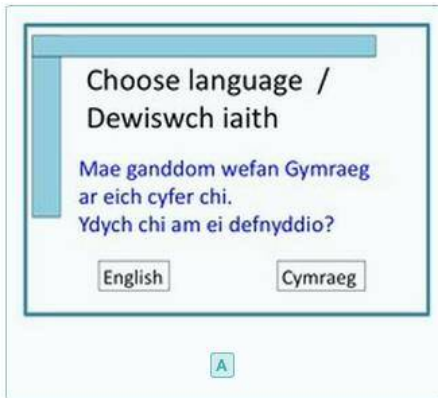 Choose language /
Dewiswch iaith
Mae ganddom wefan Gymraeg
ar eich cyfer chi.
Ydych chi am ei defnyddio?
English Cymraeg
A